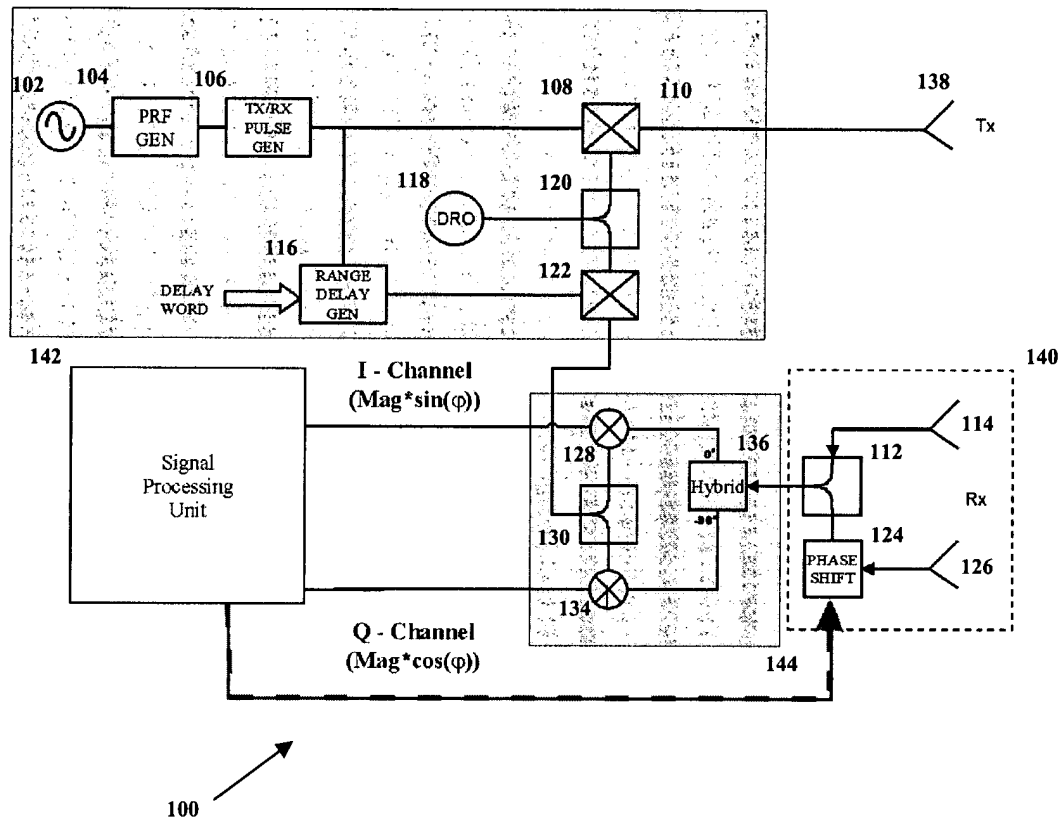 102
104
106
108
110
138
PRF
GEN
TX/RX
PULSE
GEN
Tx
118
120
DRO
116
122
DELAY
WORD
RANGE
DELAY
GEN
142
I - Channel
(Mag*sin(φ))
140
Signal
Processing
Unit
128
0°
136
Hybrid
112
114
Rx
130
124
PHASE
SHIFT
126
134
Q - Channel
(Mag*cos(φ))
144
100